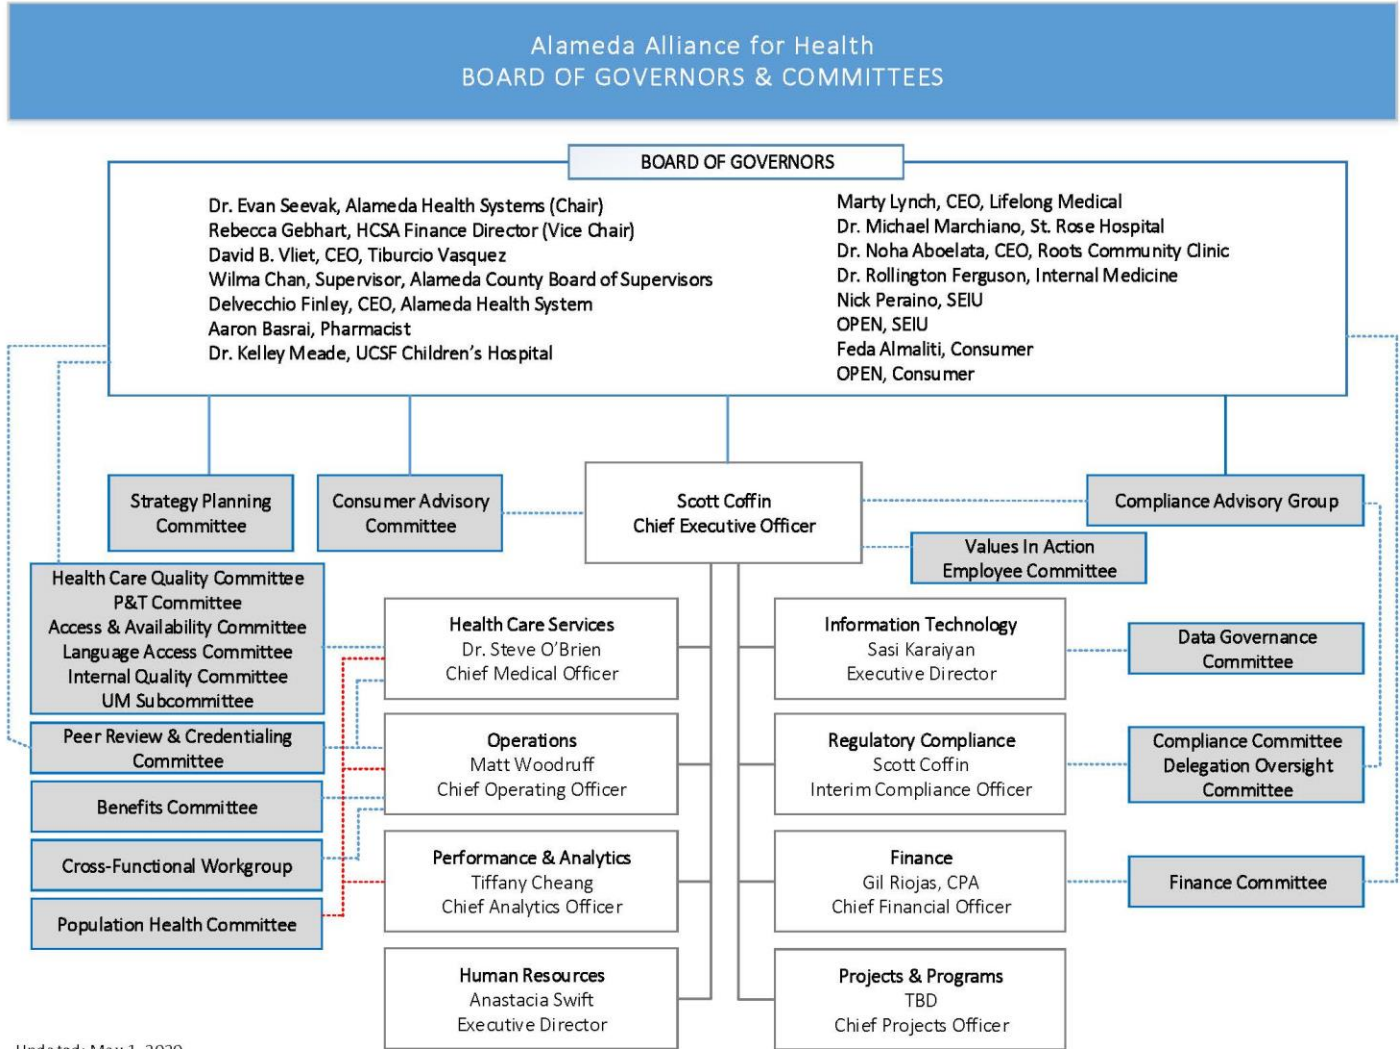 Alameda Alliance for Health
BOARD OF GOVERNORS & COMMITTEES
BOARD OF GOVERNORS
Dr. Evan Seevak, Alameda Health Systems (Chair)
Rebecca Gebhart, HCSA Finance Director (Vice Chair)
David B. Vliet, CEO, Tiburcio Vasquez
Wilma Chan, Supervisor, Alameda County Board of Supervisors
Delvecchio Finley, CEO, Alameda Health System
Aaron Basrai, Pharmacist
Dr. Kelley Meade, UCSF Children's Hospital
Marty Lynch, CEO, Lifelong Medical
Dr. Michael Marchiano, St. Rose Hospital
Dr. Noha Aboelata, CEO, Roots Community Clinic
Dr. Rollington Ferguson, Internal Medicine
Nick Peraino, SEIU
OPEN, SEIU
Feda Almaliti, Consumer
OPEN, Consumer
Strategy Planning
Committee
Consumer Advisory
Committee
Scott Coffin
Chief Executive Officer
Compliance Advisory Group
Values In Action
Employee Committee
Health Care Quality Committee
P&T Committee
Access & Availability Committee
Language Access Committee
Internal Quality Committee
UM Subcommittee
Peer Review & Credentialing
Committee
Benefits Committee
Cross-Functional Workgroup
Population Health Committee
Health Care Services
Dr. Steve O'Brien
Chief Medical Officer
Operations
Matt Woodruff
Chief Operating Officer
Performance & Analytics
Tiffany Cheang
Chief Analytics Officer
Human Resources
Anastacia Swift
Executive Director
Information Technology
Sasi Karaiyan
Executive Director
Regulatory Compliance
Scott Coffin
Interim Compliance Officer
Finance
Gil Riojas, CPA
Chief Financial Officer
Projects & Programs
TBD
Chief Projects Officer
Data Governance
Committee
Compliance Committee
Delegation Oversight
Committee
Finance Committee
Updated: May 1, 2020